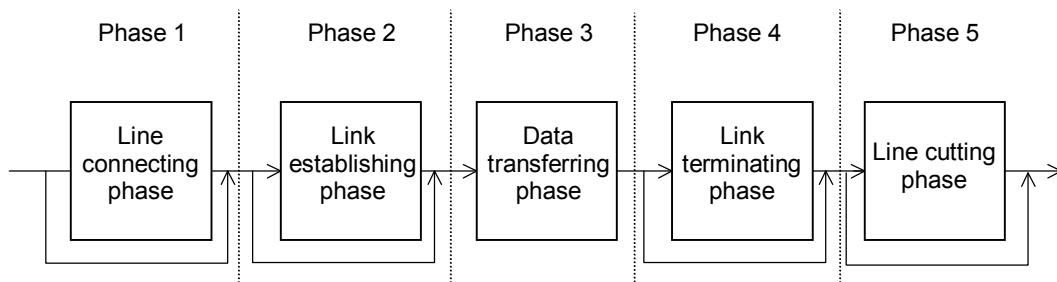 Phase 1
Phase 2
Phase 3
Phase 4
Phase 5
Line
connecting
phase
Link
establishing
phase
Data
transferring
phase
Link
terminating
phase
Line cutting
phase